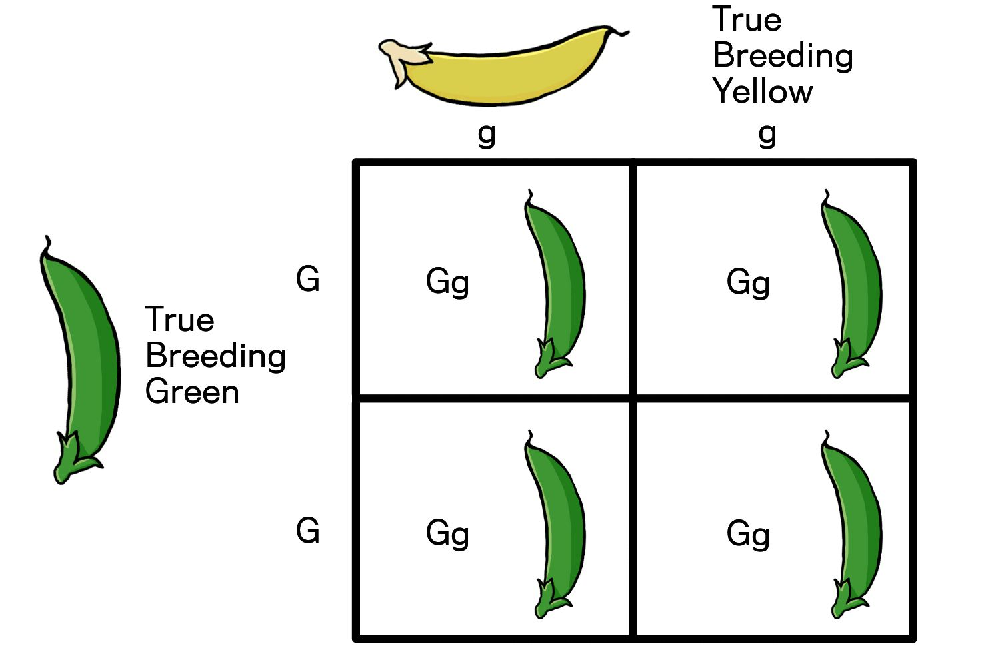 True
Breeding
Yellow
g g
G Gg Gg
True
Breeding
Green
G Gg Gg